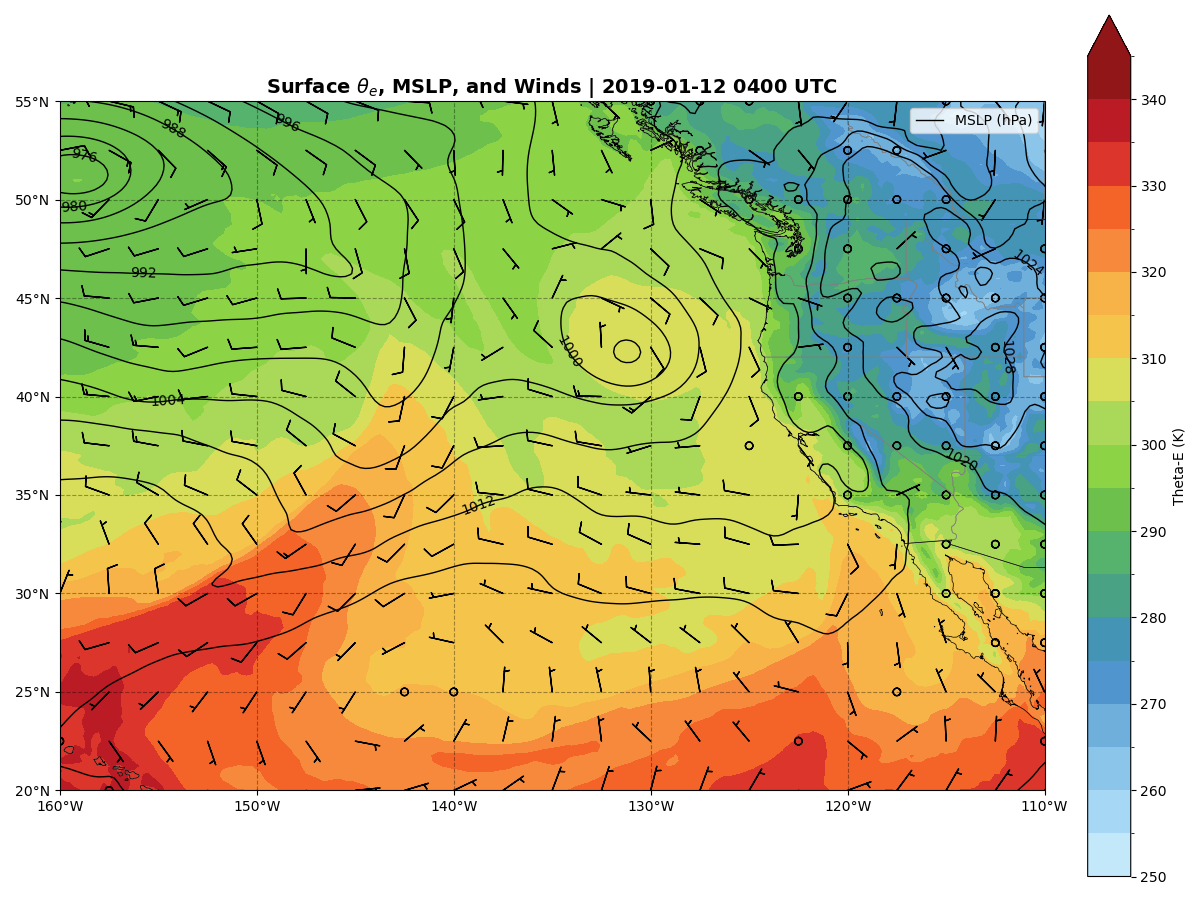 Surface θe, MSLP, and Winds | 2019-01-12 0400 UTC
MSLP (hPa)
55°N
50°N
45°N
40°N
35°N
30°N
25°N
20°N
160°W
150°W
140°W
130°W
120°W
110°W
976
980
988
996
992
1004
1000
1012
1024
1028
1020
340
330
320
310
300
290
280
270
260
250
Theta-E (K)